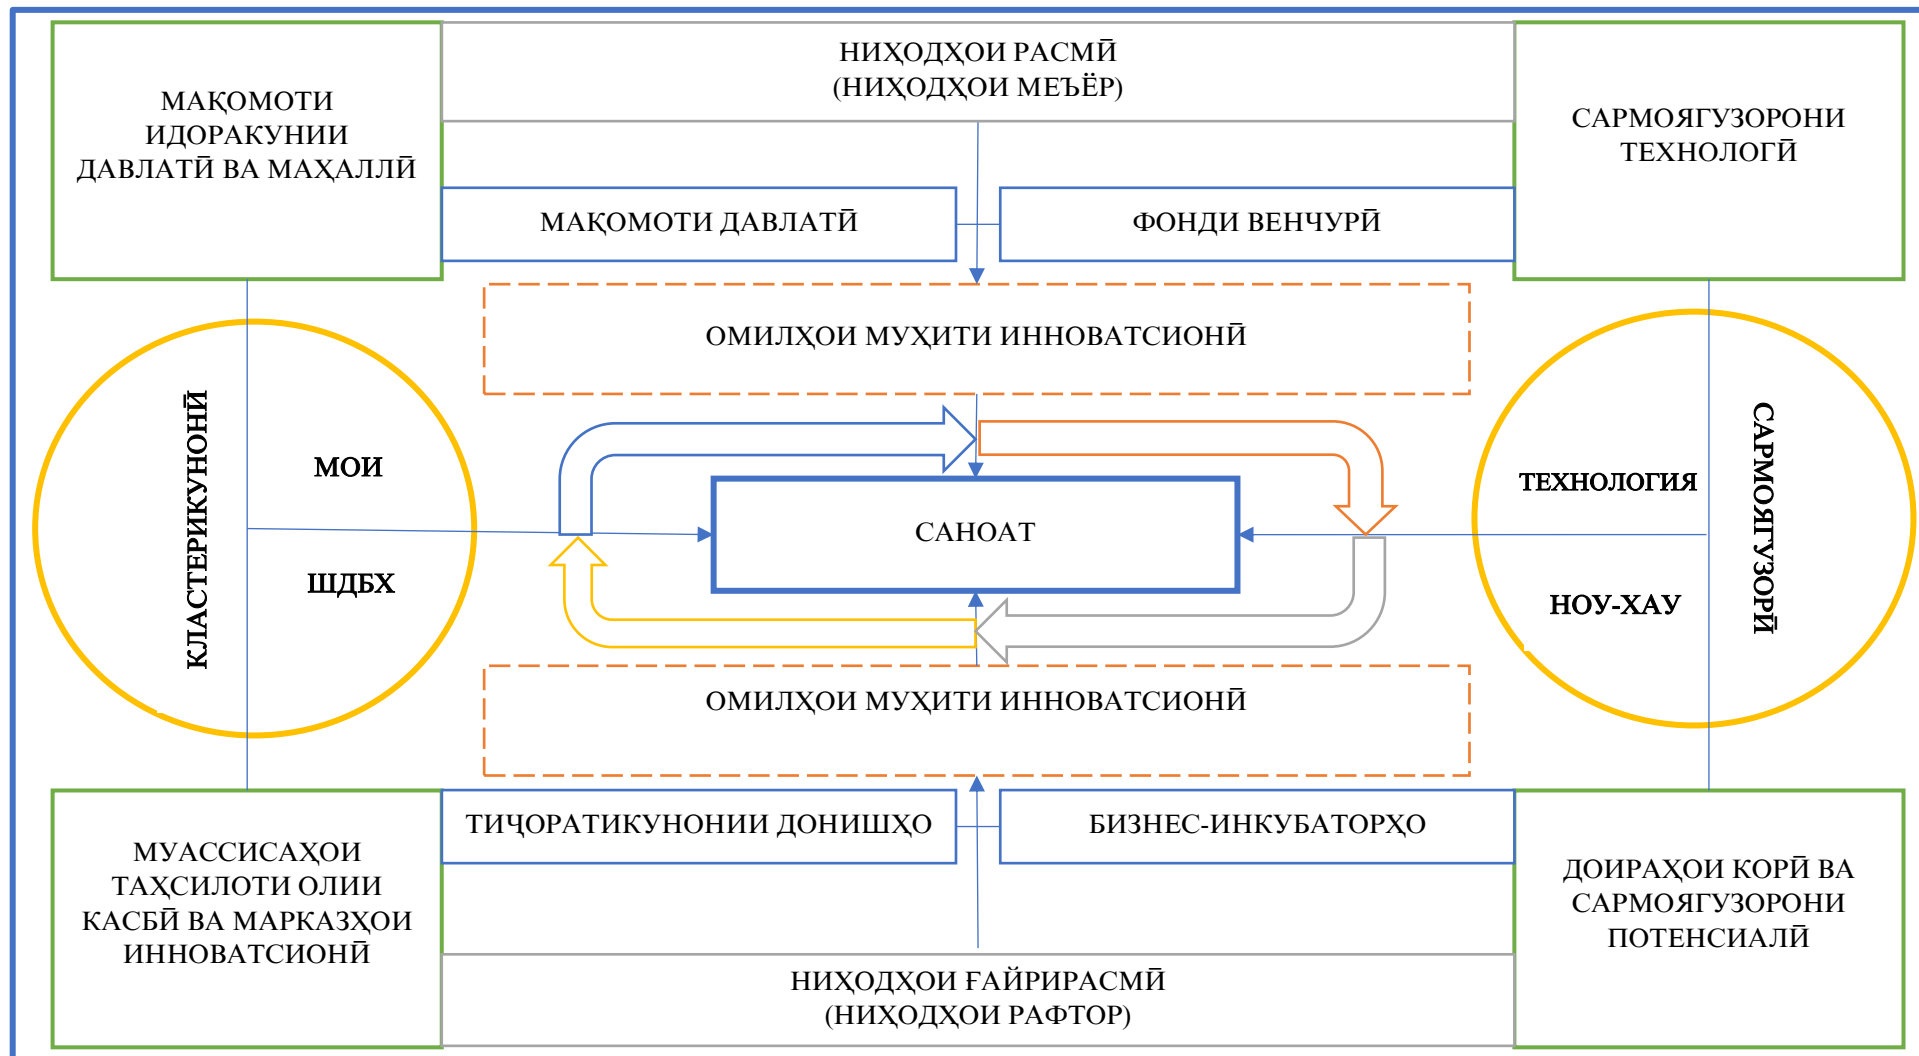 НИҲОДҲОИ РАСМӢ
(НИҲОДҲОИ МЕЪЁР)
МАҚОМОТИ
ИДОРАКУНИИ
ДАВЛАТӢ ВА МАҲАЛЛӢ
САРМОЯГУЗОРОНИ
ТЕХНОЛОГӢ
МАҚОМОТИ ДАВЛАТӢ
ФОНДИ ВЕНЧУРӢ
ОМИЛҲОИ МУҲИТИ ИННОВАТСИОНӢ
КЛАСТЕРИКУНОНӢ
МОИ
ШДБХ
САНОАТ
ТЕХНОЛОГИЯ
НОУ-ХАУ
САРМОЯГУЗОРӢ
ОМИЛҲОИ МУҲИТИ ИННОВАТСИОНӢ
ТИҶОРАТИКУНОНИИ ДОНИШҲО
БИЗНЕС-ИНКУБАТОРҲО
МУАССИСАҲОИ
ТАҲСИЛОТИ ОЛИИ
КАСБӢ ВА МАРКАЗҲОИ
ИННОВАТСИОНӢ
ДОИРАҲОИ КОРӢ ВА
САРМОЯГУЗОРОНИ
ПОТЕНСИАЛӢ
НИҲОДҲОИ ҒАЙРИРАСМӢ
(НИҲОДҲОИ РАФТОР)